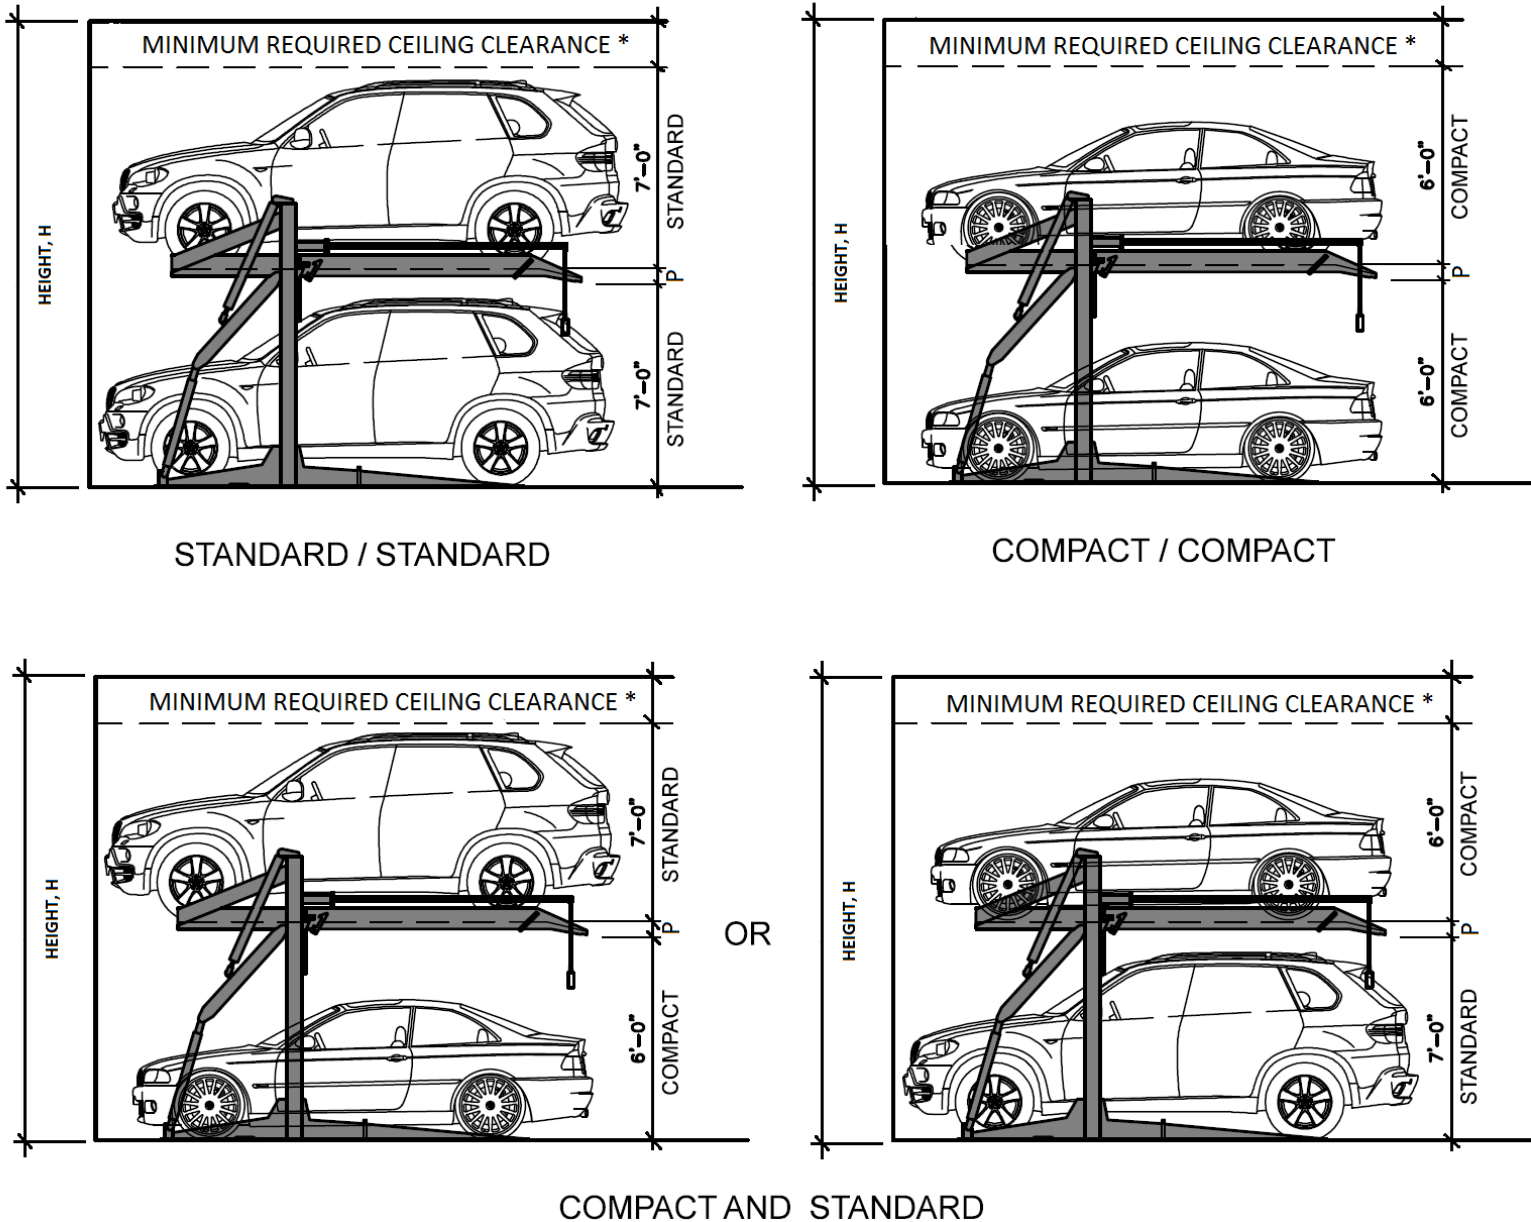 MINIMUM REQUIRED CEILING CLEARANCE *
HEIGHT, H
7'-0"
STANDARD
P
7'-0"
STANDARD
STANDARD / STANDARD
MINIMUM REQUIRED CEILING CLEARANCE *
HEIGHT, H
6'-0"
COMPACT
P
6'-0"
COMPACT
COMPACT / COMPACT
MINIMUM REQUIRED CEILING CLEARANCE *
HEIGHT, H
7'-0"
STANDARD
P
6'-0"
COMPACT
OR
MINIMUM REQUIRED CEILING CLEARANCE *
HEIGHT, H
6'-0"
COMPACT
P
7'-0"
STANDARD
COMPACT AND STANDARD